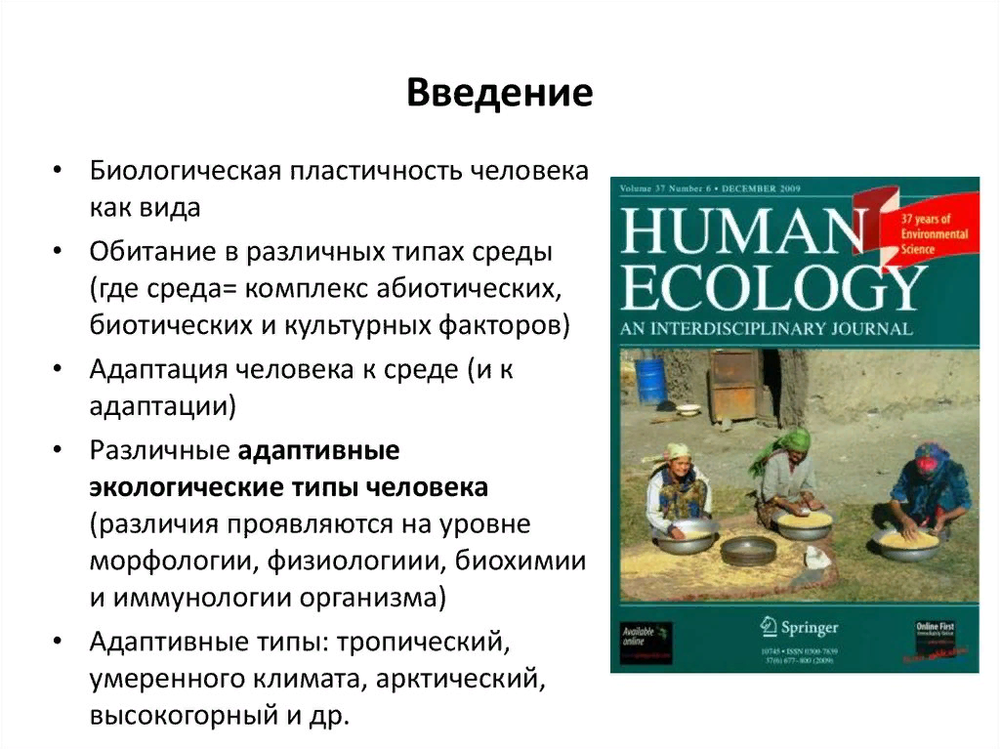 Введение
• Биологическая пластичность человека
как вида
• Обитание в различных типах среды
(где среда= комплекс абиотических,
биотических и культурных факторов)
• Адаптация человека к среде (и к
адаптации)
• Различные адаптивные
экологические типы человека
(различия проявляются на уровне
морфологии, физиологиии, биохимии
и иммунологии организма)
• Адаптивные типы: тропический,
умеренного климата, арктический,
высокогорный и др.
Volume 37 Number 6 • DECEMBER 2009
37 years of
Environmental
Science
HUMAN
ECOLOGY
AN INTERDISCIPLINARY JOURNAL
Available
online
Springer
10745 • ISSN 0300-7839
37(6) 677–800 (2009)
Online First
Immediately Online